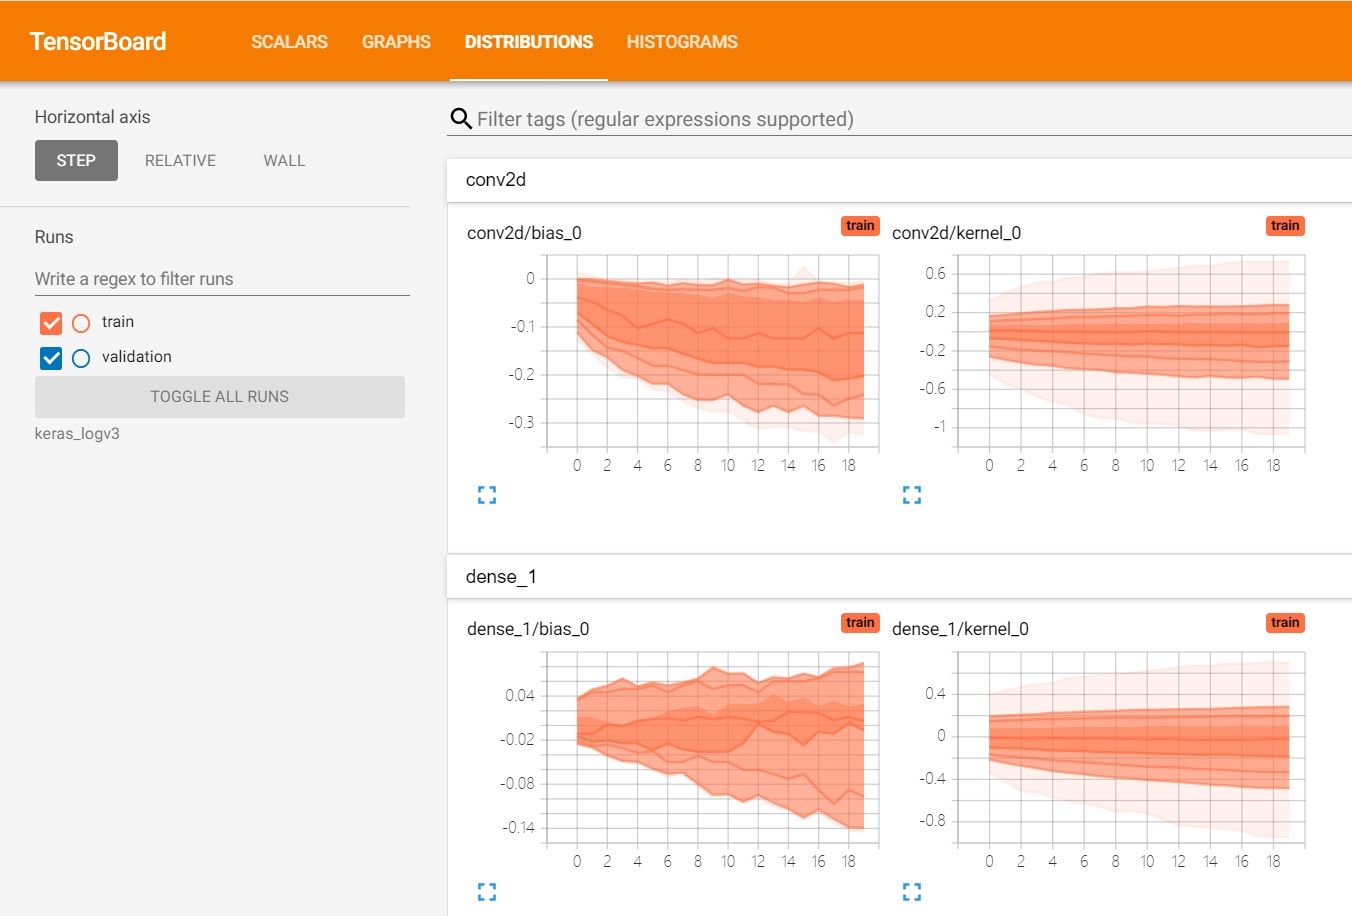 TensorBoard SCALARS GRAPHS DISTRIBUTIONS HISTOGRAMS
Horizontal axis
STEP RELATIVE WALL
Runs
Write a regex to filter runs
train
validation
TOGGLE ALL RUNS
keras_logv3
Filter tags (regular expressions supported)
conv2d
conv2d/bias_0 train
0
-0.1
-0.2
-0.3
0 2 4 6 8 10 12 14 16 18
conv2d/kernel_0 train
0.6
0.2
-0.2
-0.6
-1
0 2 4 6 8 10 12 14 16 18
dense_1
dense_1/bias_0 train
0.04
-0.02
-0.08
-0.14
0 2 4 6 8 10 12 14 16 18
dense_1/kernel_0 train
0.4
0
-0.4
-0.8
0 2 4 6 8 10 12 14 16 18